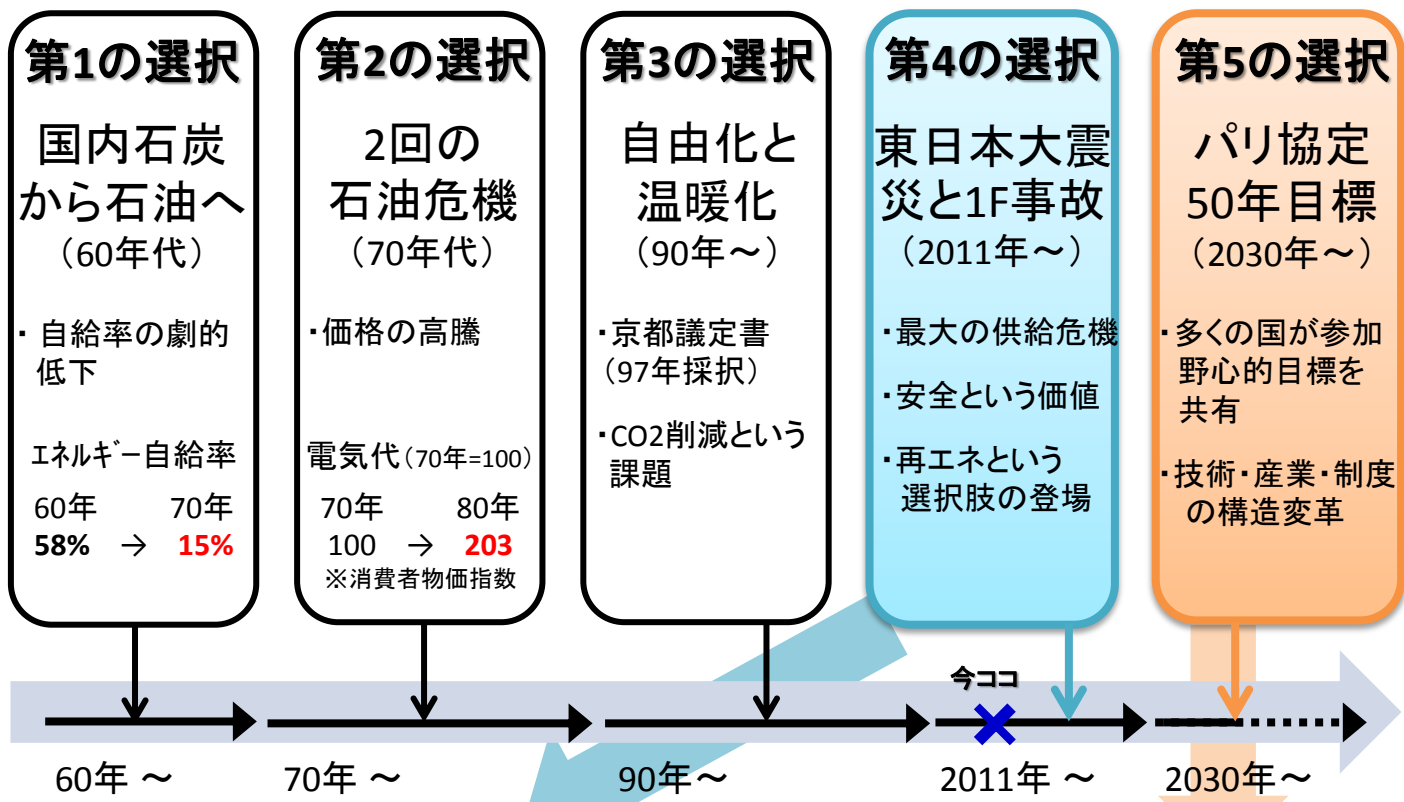 第1の選択
国内石炭
から石油へ
（60年代）
・ 自給率の劇的
低下
ｴﾈﾙｷﾞｰ自給率
60年 70年
58% → 15%
第2の選択
2回の
石油危機
（70年代）
・価格の高騰
電気代（70年=100）
70年 80年
100 → 203
※消費者物価指数
第3の選択
自由化と
温暖化
（90年～）
・京都議定書
（97年採択）
・CO2削減という
課題
第4の選択
東日本大震
災と1F事故
（2011年～）
・最大の供給危機
・安全という価値
・再エネという
選択肢の登場
第5の選択
パリ協定
50年目標
（2030年～）
・多くの国が参加
野心的目標を
共有
・技術・産業・制度
の構造変革
今ココ
60年 ～ 70年 ～ 90年～ 2011年 ～ 2030年～